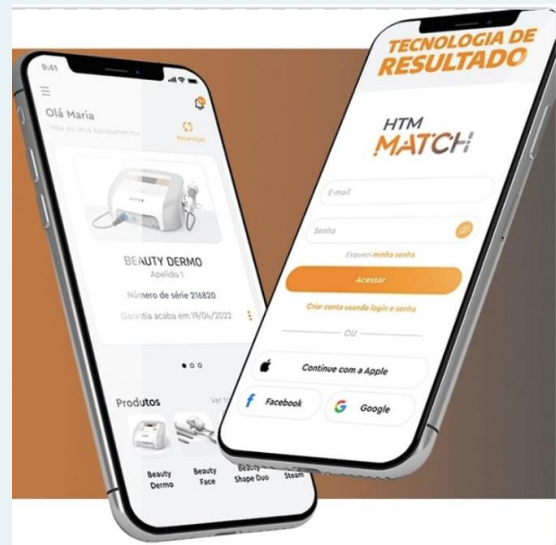 9:41
Olá Maria
Veja os seus equipamentos
Recarregar
BEAUTY DERMO
Apelido 1
Número de série 216820
Garantia acaba em 19/04/2022
Produtos
Ver
Beauty
Dermo
Beauty
Face
Beauty
Shape Duo
Steam
TECNOLOGIA DE
RESULTADO
HTM
MATCH
E-mail
Senha
Esqueci minha senha
Acessar
Criar conta usando login e senha
OU
Continue com a Apple
Facebook
Google